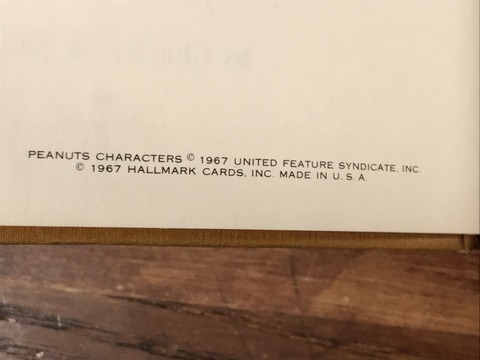 PEANUTS CHARACTERS © 1967 UNITED FEATURE SYNDICATE, INC.
© 1967 HALLMARK CARDS, INC. MADE IN U.S.A.